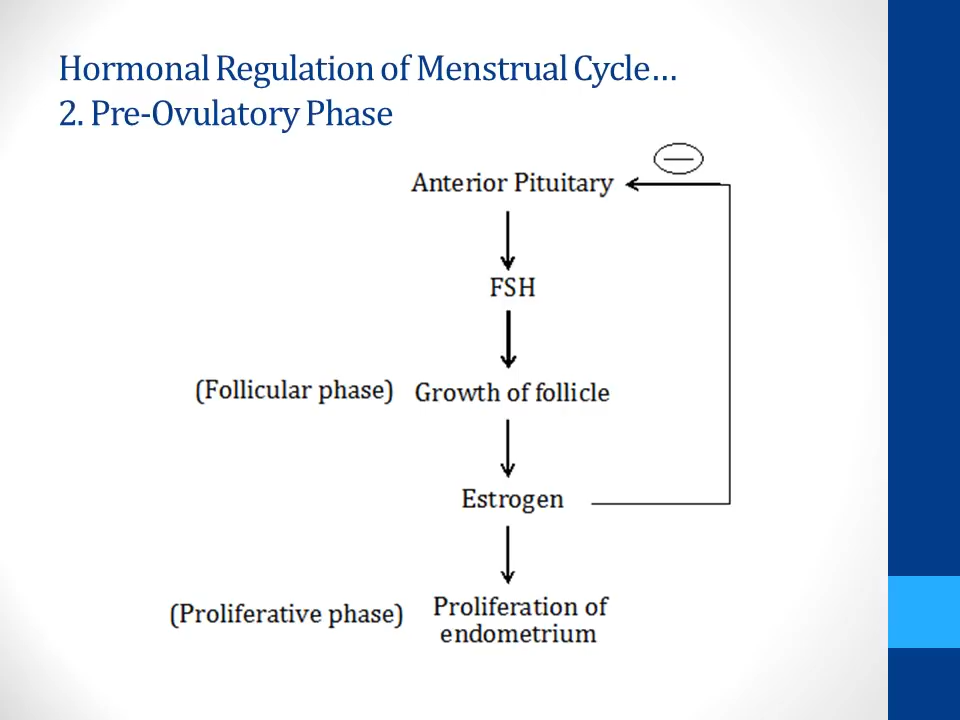 Hormonal Regulation of Menstrual Cycle…
2. Pre-Ovulatory Phase
Anterior Pituitary
FSH
(Follicular phase) Growth of follicle
Estrogen
(Proliferative phase) Proliferation of
endometrium